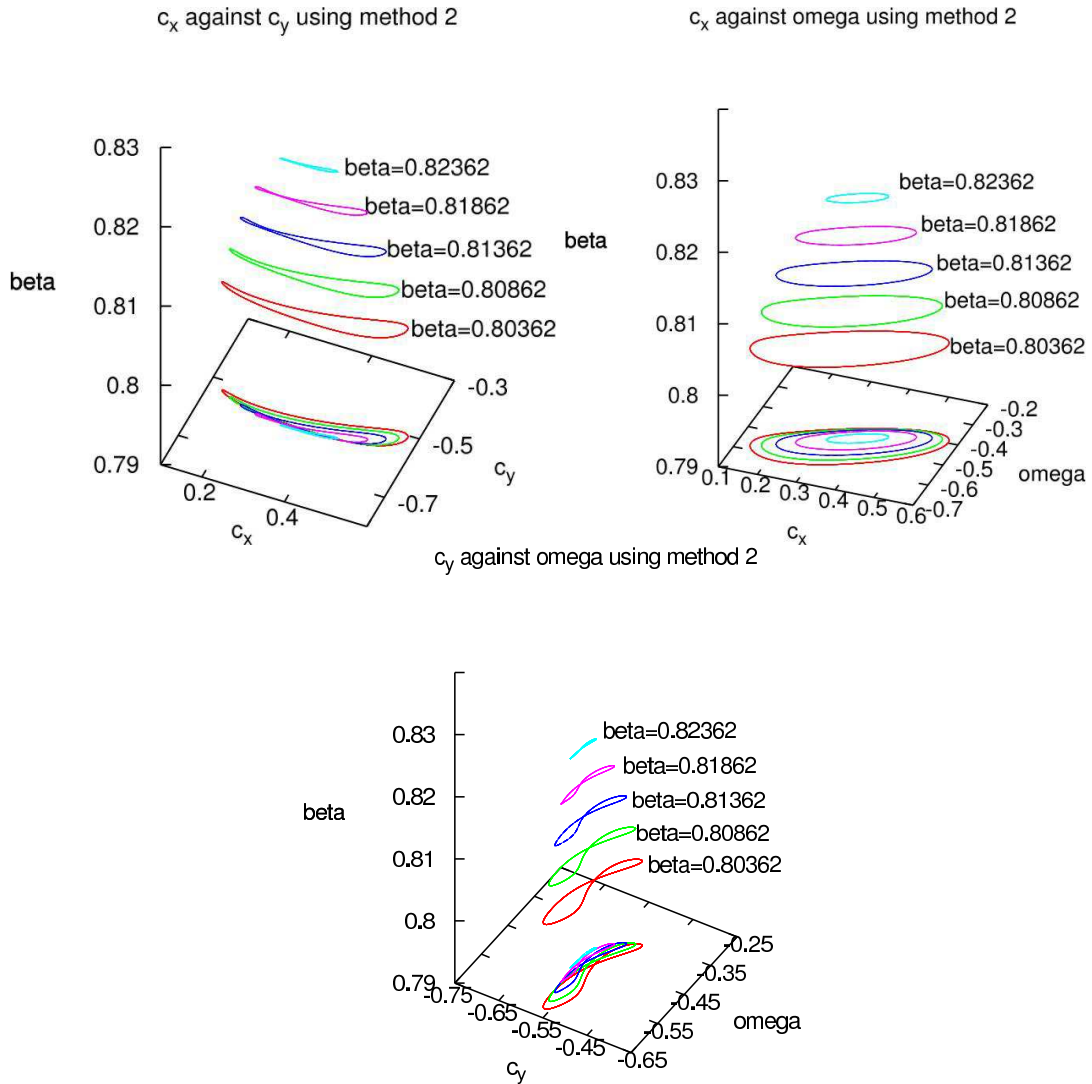 c_x against c_y using method 2
c_x against omega using method 2
0.83
0.82
0.81
0.8
0.79
beta
beta=0.82362
beta=0.81862
beta=0.81362
beta=0.80862
beta=0.80362
-0.3
-0.5
-0.7
c_y
0.2
0.4
c_x
0.83
0.82
0.81
0.8
0.79
beta
beta=0.82362
beta=0.81862
beta=0.81362
beta=0.80862
beta=0.80362
-0.2
-0.3
-0.4
-0.5
-0.6
-0.7
omega
0.1
0.2
0.3
0.4
0.5
0.6
c_x
c_y against omega using method 2
0.83
0.82
0.81
0.8
0.79
beta
beta=0.82362
beta=0.81862
beta=0.81362
beta=0.80862
beta=0.80362
-0.25
-0.35
-0.45
-0.55
-0.65
omega
-0.75
-0.65
-0.55
-0.45
c_y